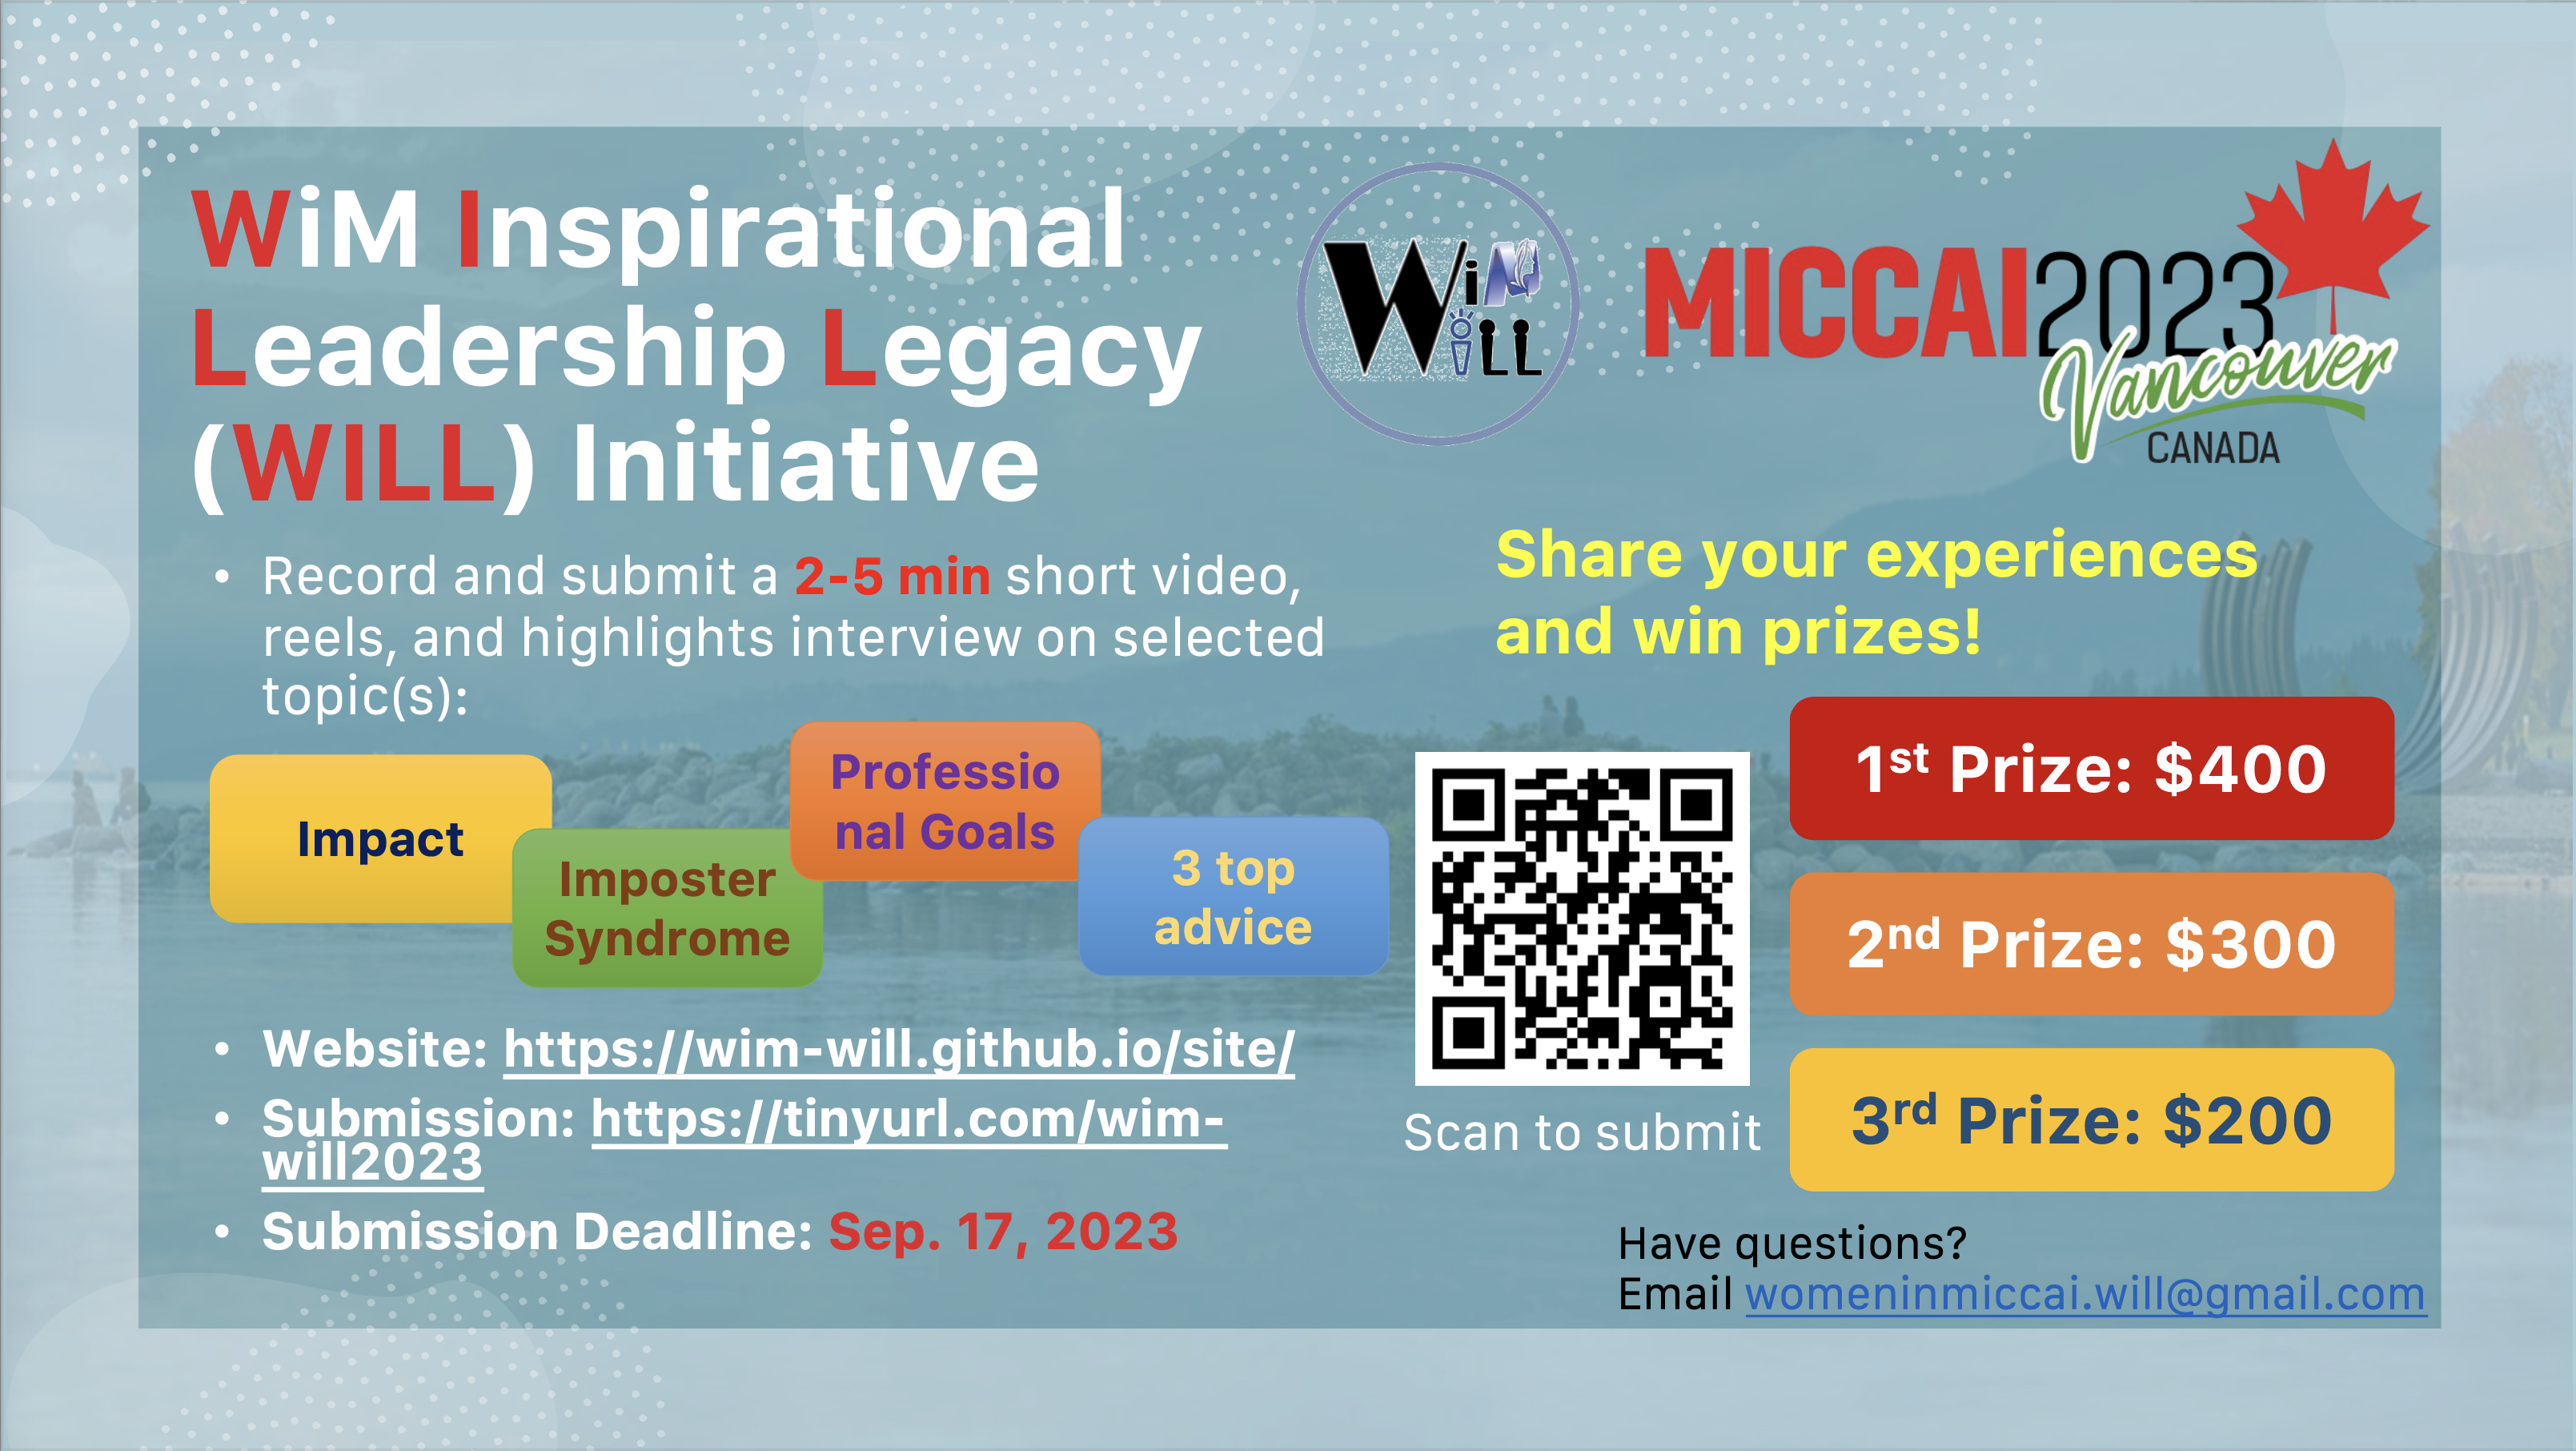 WiM Inspirational
Leadership Legacy
(WILL) Initiative
WiM
WiLL
MICCAI2023
Vancouver
CANADA
• Record and submit a 2-5 min short video,
reels, and highlights interview on selected
topic(s):
Impact
Imposter
Syndrome
Professio
nal Goals
3 top
advice
• Website: https://wim-will.github.io/site/
• Submission: https://tinyurl.com/wim-
will2023
• Submission Deadline: Sep. 17, 2023
Share your experiences
and win prizes!
Scan to submit
1st Prize: $400
2nd Prize: $300
3rd Prize: $200
Have questions?
Email womeninmiccai.will@gmail.com